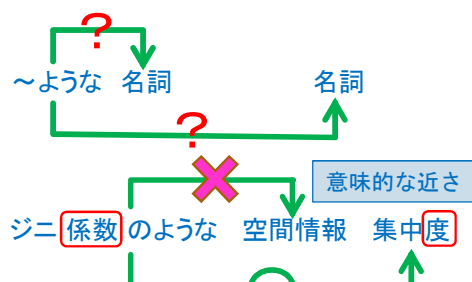 ?
～ような 名詞 名詞
?
意味的な近さ
ジニ係数のような 空間情報 集中度